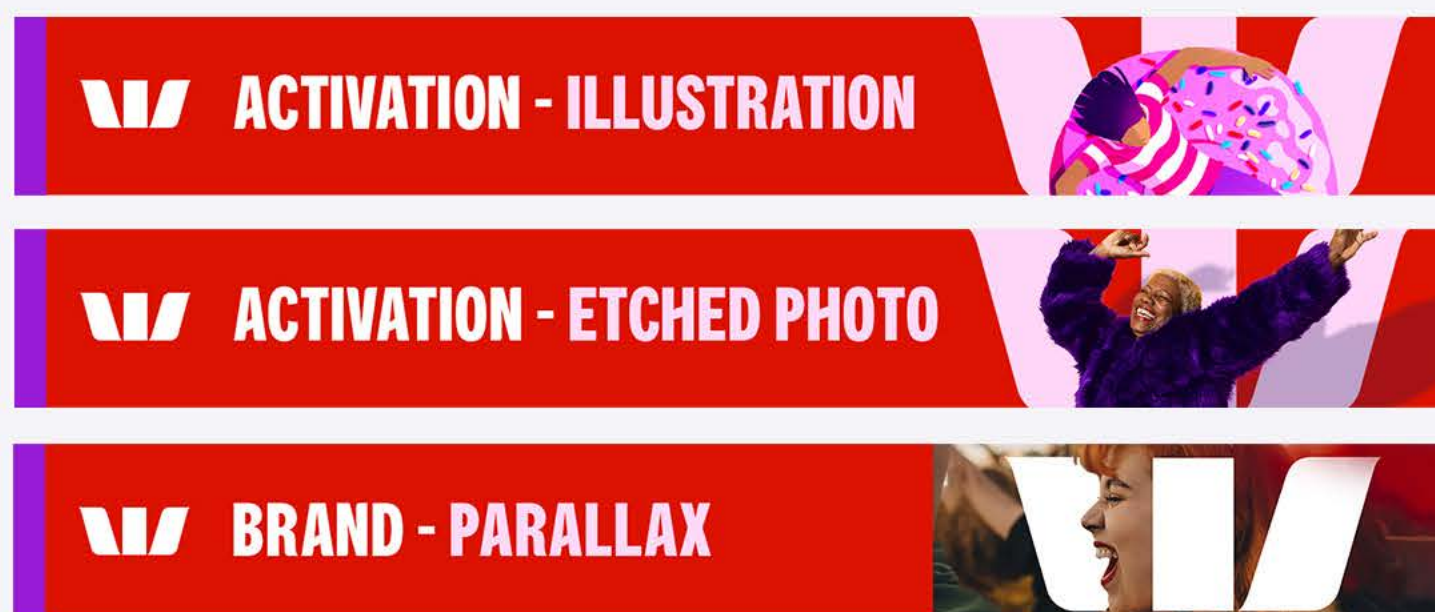 ACTIVATION - ILLUSTRATION
ACTIVATION - ETCHED PHOTO
BRAND - PARALLAX